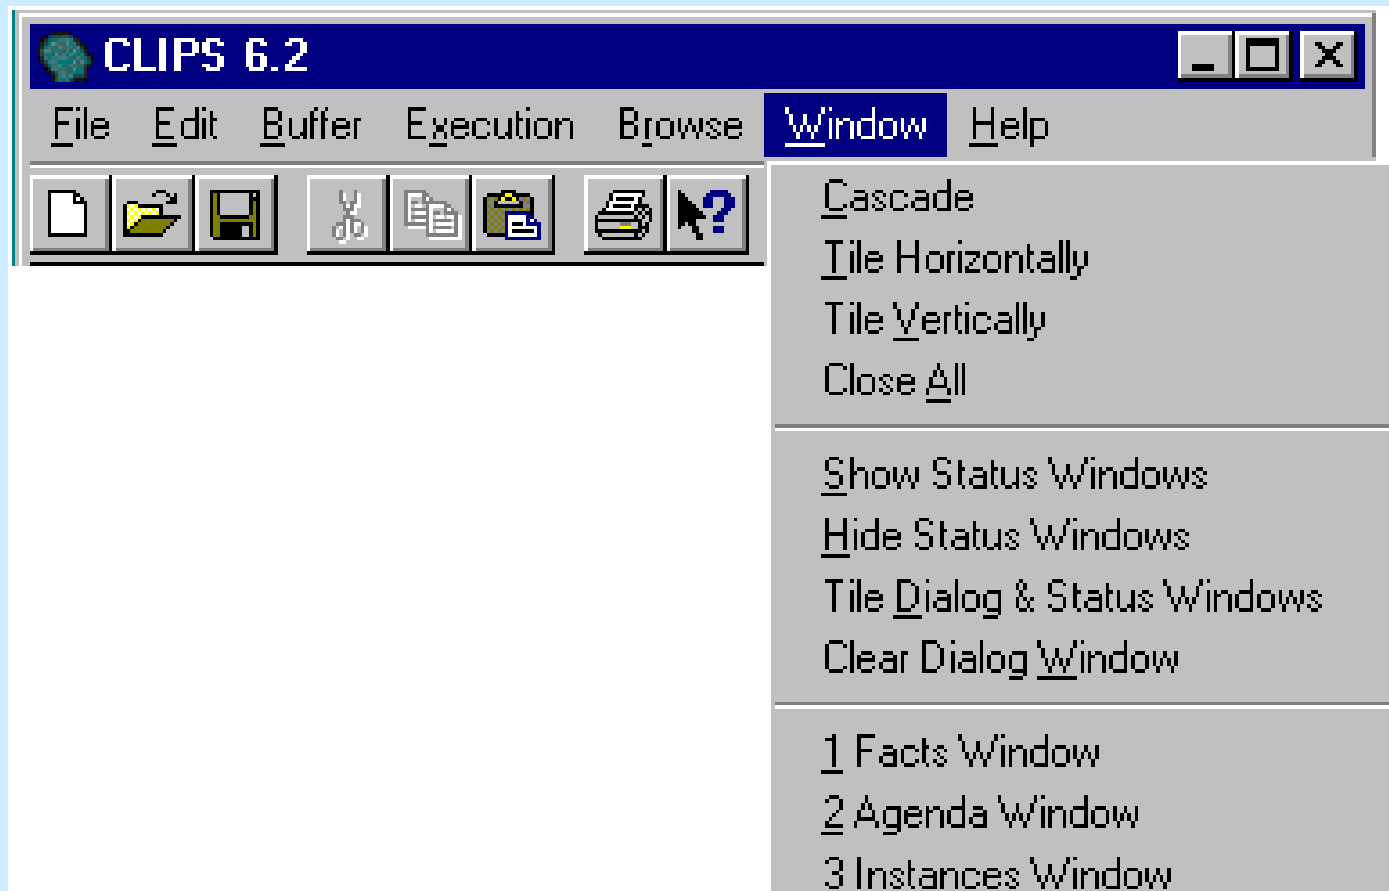 CLIPS 6.2
File Edit Buffer Execution Browse Window Help
Cascade
Tile Horizontally
Tile Vertically
Close All
Show Status Windows
Hide Status Windows
Tile Dialog & Status Windows
Clear Dialog Window
1 Facts Window
2 Agenda Window
3 Instances Window